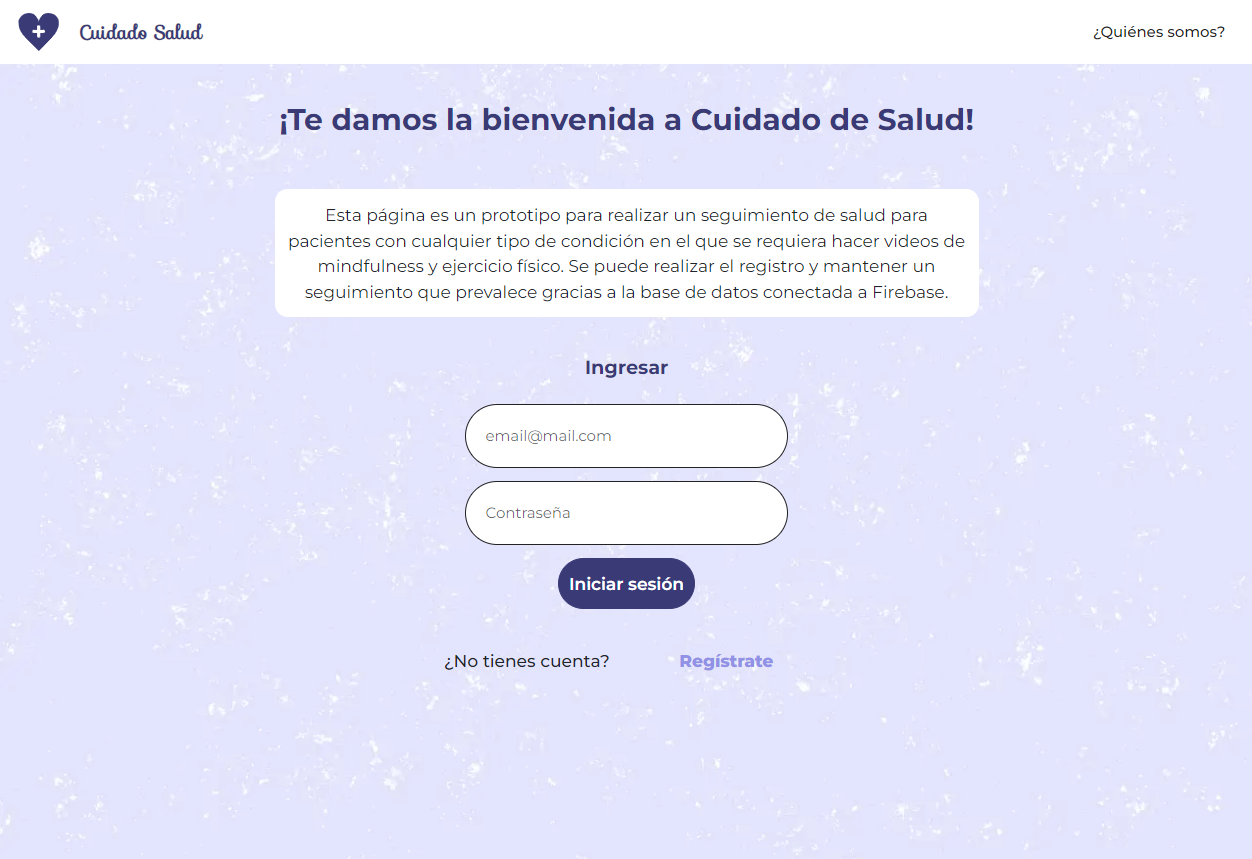 Cuidado Salud
¿Quiénes somos?
¡Te damos la bienvenida a Cuidado de Salud!
Esta página es un prototipo para realizar un seguimiento de salud para
pacientes con cualquier tipo de condición en el que se requiera hacer videos de
mindfulness y ejercicio físico. Se puede realizar el registro y mantener un
seguimiento que prevalece gracias a la base de datos conectada a Firebase.
Ingresar
email@mail.com
Contraseña
Iniciar sesión
¿No tienes cuenta? Regístrate